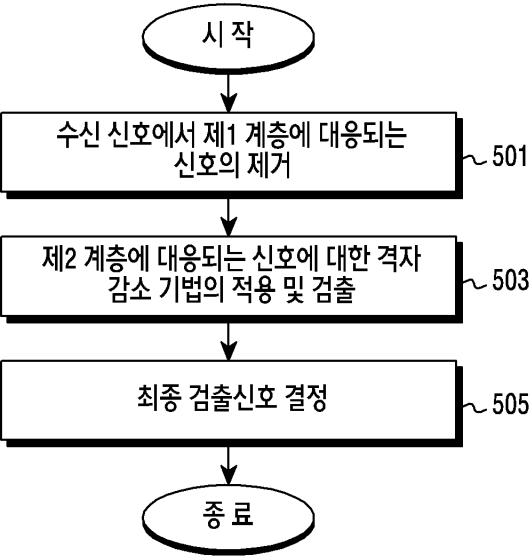 시 작
수신 신호에서 제1 계층에 대응되는
신호의 제거
501
제2 계층에 대응되는 신호에 대한 격자
감소 기법의 적용 및 검출
503
최종 검출신호 결정
505
종 료